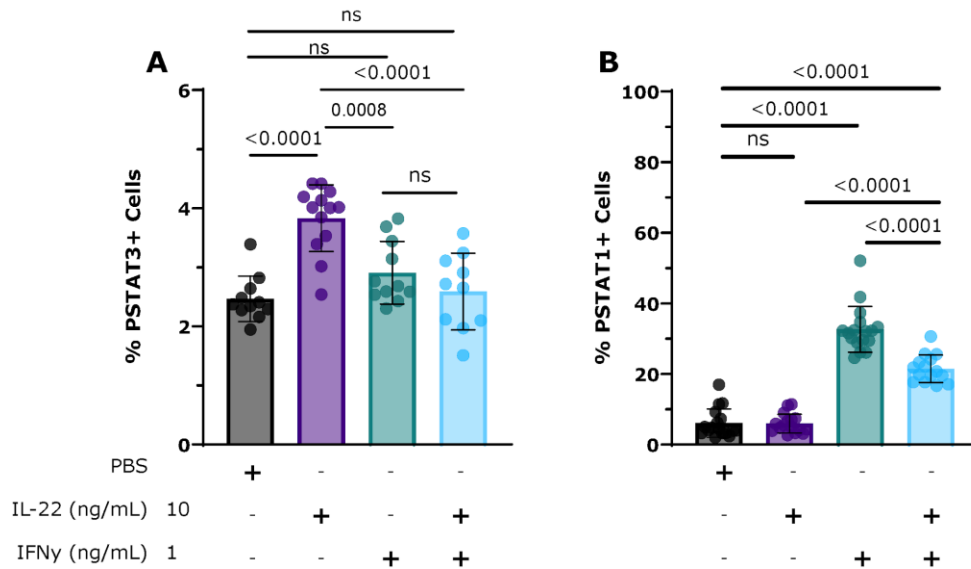 ns
ns
A
B
<0.0001
<0.0001
0.0008
<0.0001
<0.0001
ns
ns
<0.0001
<0.0001
% PSTAT3+ Cells
6
4
2
0
% PSTAT1+ Cells
100
80
60
40
20
0
PBS + - - - + - - -
IL-22 (ng/mL) 10 - + - + - + - +
IFNy (ng/mL) 1 - - + + - - + +